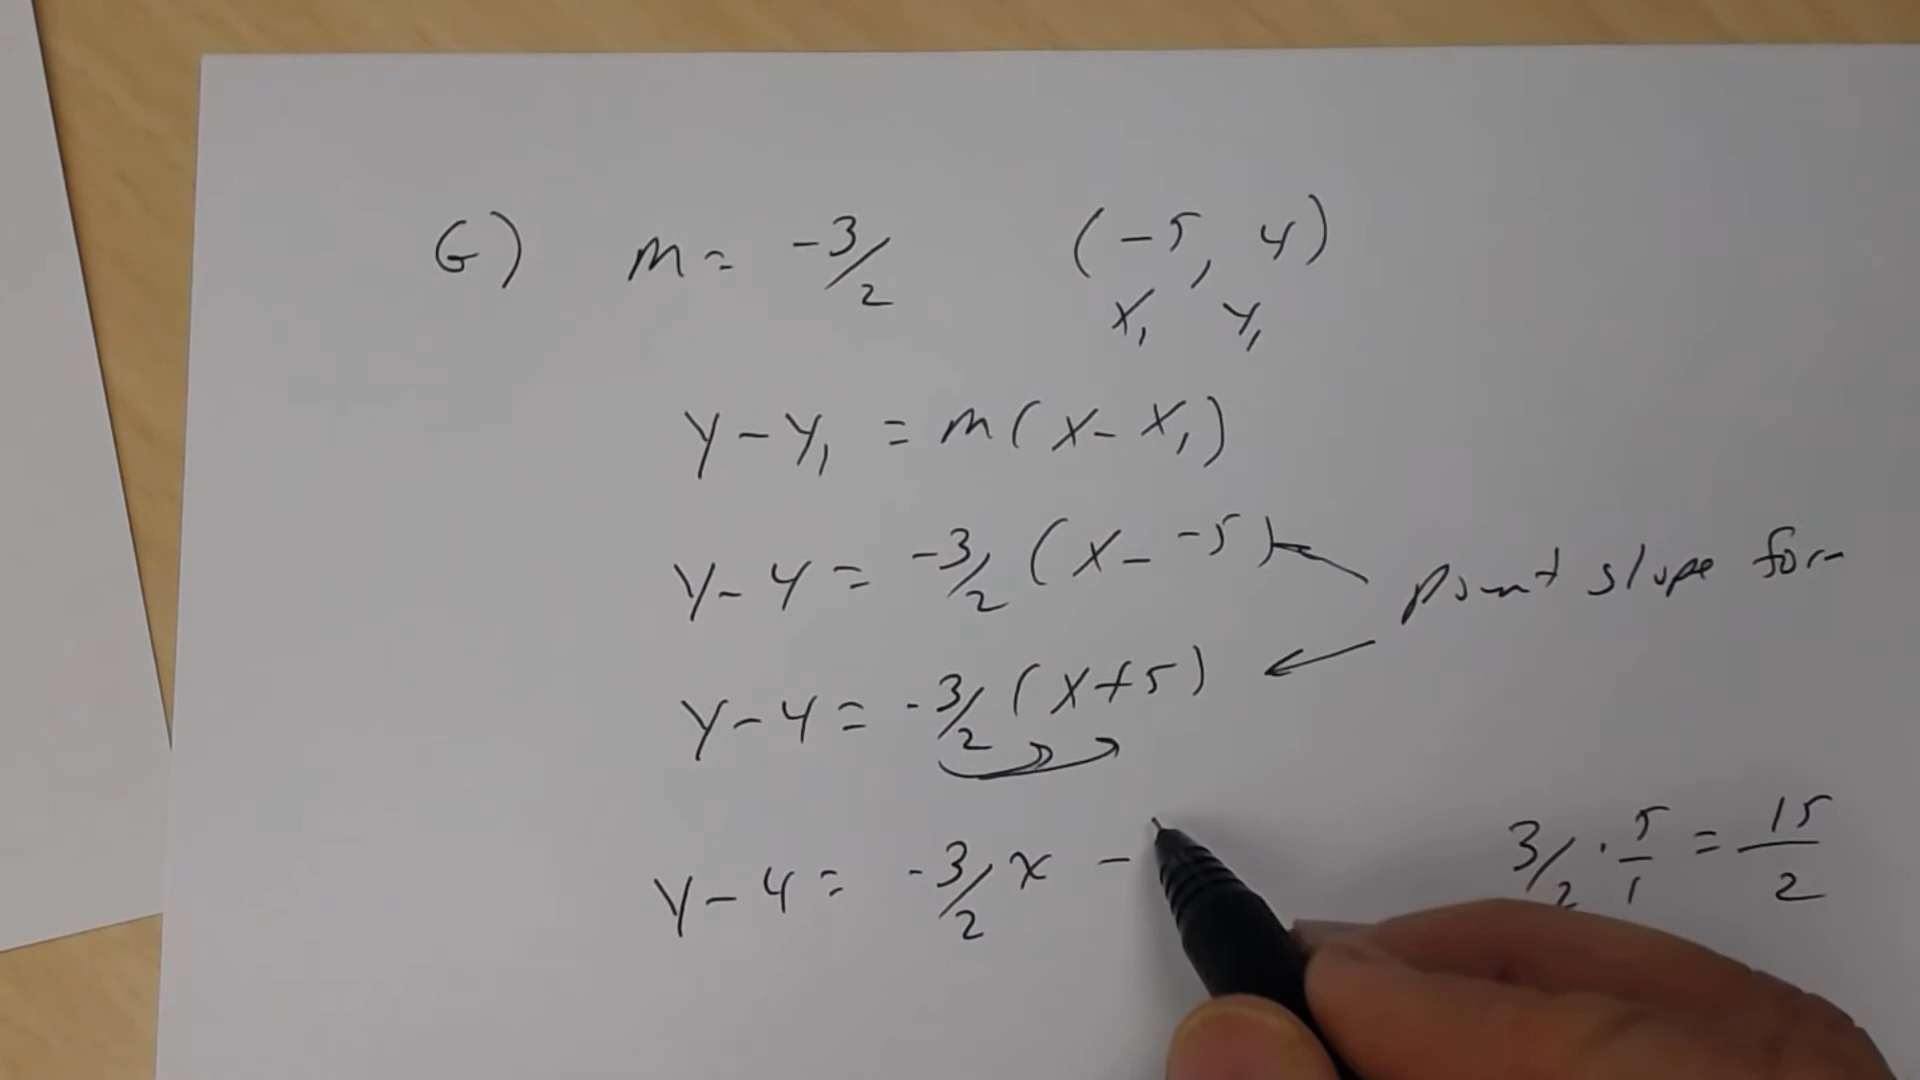 G) m = -3/2 (-5, 4)
x₁ y₁
y - y₁ = m(x - x₁)
y - 4 = -3/2 (x - -5)
point slope form
y - 4 = -3/2 (x + 5)
y - 4 = -3/2 x -
3/2 · 5/1 = 15/2